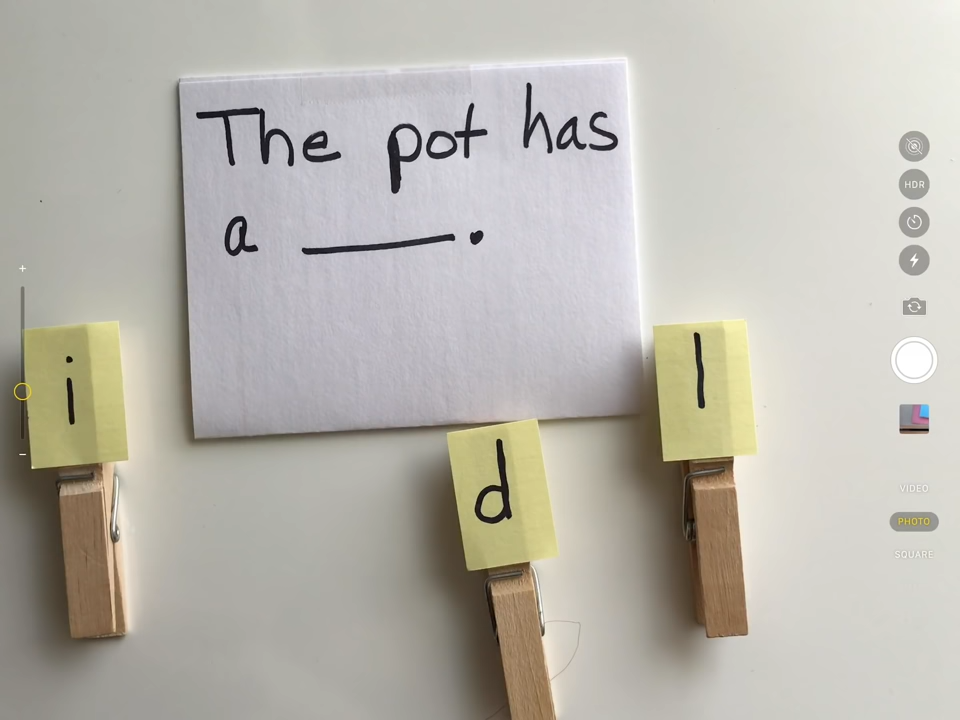 The pot has
a ____.
i
d
l
HDR
VIDEO
PHOTO
SQUARE